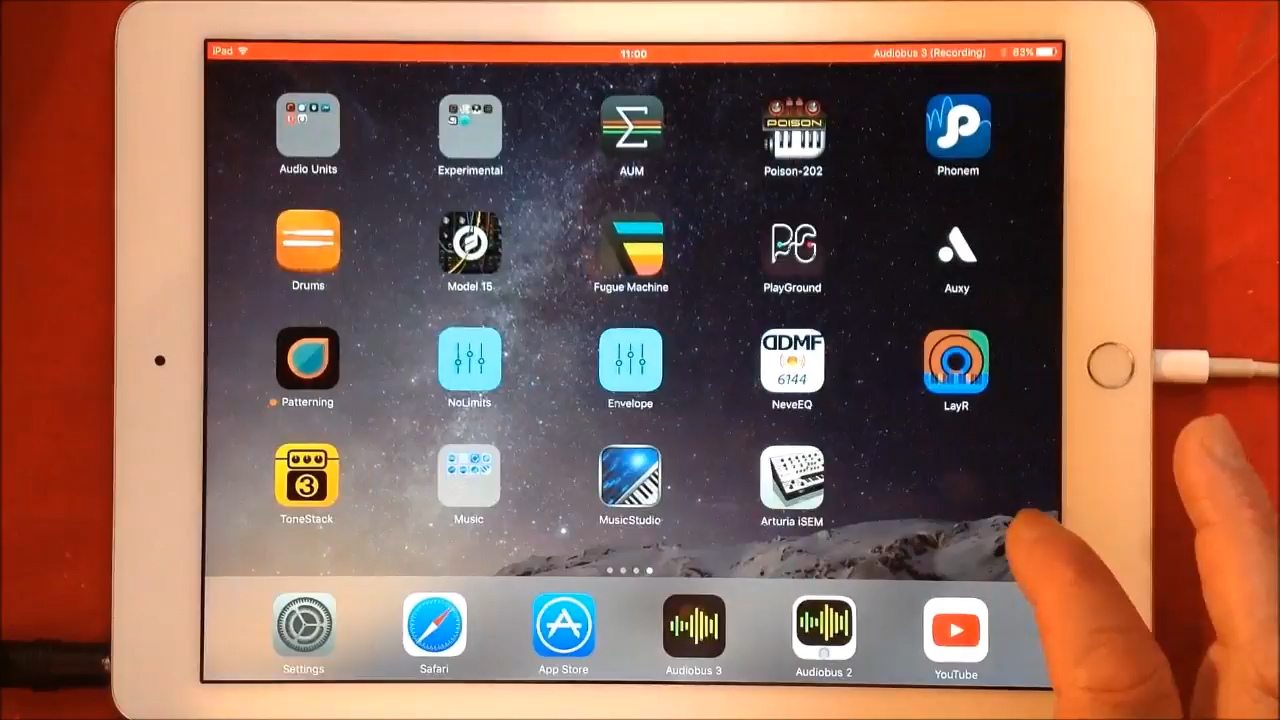 iPad 11:00 Audiobus 3 (Recording) 83%
Audio Units Experimental AUM Poison-202 Phonem
POISON
Drums Model 15 Fugue Machine PlayGround Auxy
DDMF
6144
Patterning NoLimits Envelope NeveEQ LayR
3
ToneStack Music MusicStudio Arturia iSEM
Settings Safari App Store Audiobus 3 Audiobus 2 YouTube